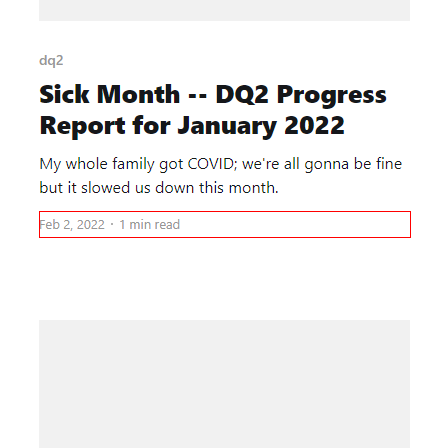 dq2
Sick Month -- DQ2 Progress
Report for January 2022
My whole family got COVID; we're all gonna be fine
but it slowed us down this month.
Feb 2, 2022 • 1 min read